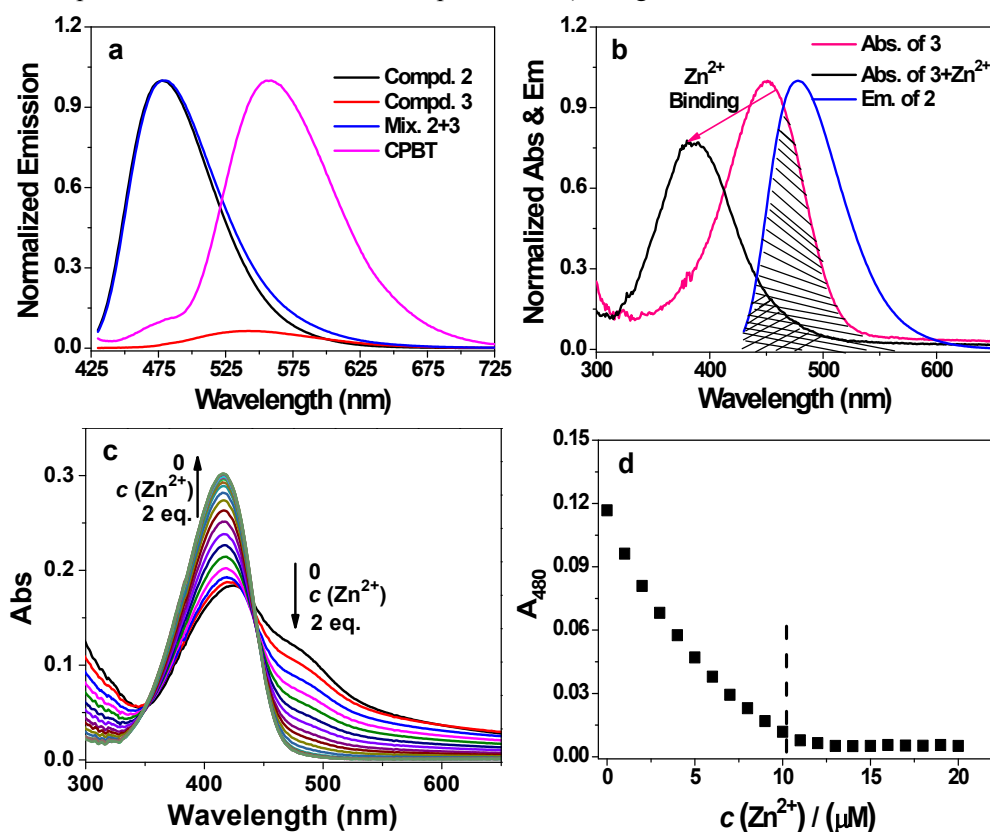 a
Normalized Emission
1.2
0.9
0.6
0.3
0.0
Compd. 2
Compd. 3
Mix. 2+3
CPBT
425 475 525 575 625 675 725
Wavelength (nm)
b
Normalized Abs & Em
1.2
0.9
0.6
0.3
0.0
Abs. of 3
Abs. of 3+Zn²⁺
Em. of 2
Zn²⁺
Binding
300 400 500 600
Wavelength (nm)
c
Abs
0.3
0.2
0.1
0.0
0
c (Zn²⁺)
2 eq.
0
c (Zn²⁺)
2 eq.
300 400 500 600
Wavelength (nm)
d
A₄₈₀
0.15
0.12
0.09
0.06
0.03
0.00
0 5 10 15 20
c (Zn²⁺) / (μM)